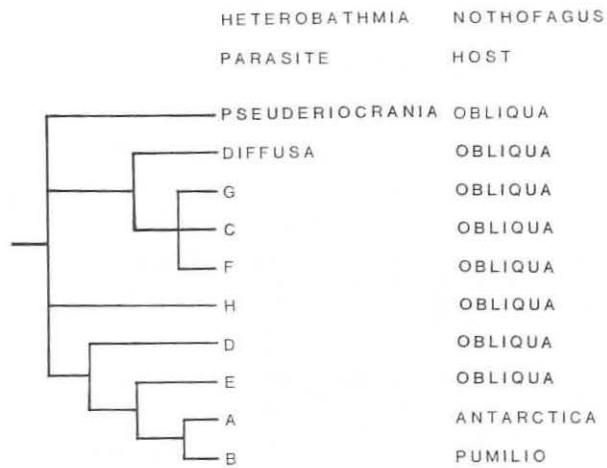 HETEROBATHMIA NOTHOFAGUS
PARASITE HOST
PSEUDERIOCRANIA OBLIQUA
DIFFUSA OBLIQUA
G OBLIQUA
C OBLIQUA
F OBLIQUA
H OBLIQUA
D OBLIQUA
E OBLIQUA
A ANTARCTICA
B PUMILIO